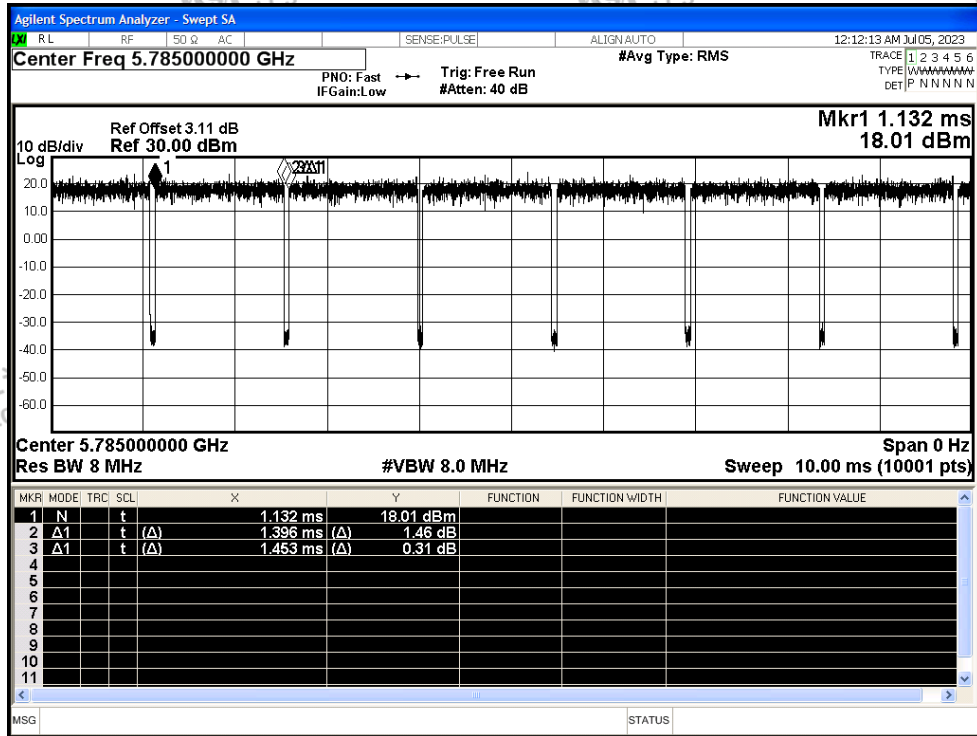 Agilent Spectrum Analyzer - Swept SA
LXI RL RF 50 Ω AC SENSE:PULSE ALIGN AUTO 12:12:13 AM Jul 05, 2023
Center Freq 5.785000000 GHz #Avg Type: RMS TRACE 1 2 3 4 5 6
PNO: Fast Trig: Free Run TYPE WWWWWW
IFGain:Low #Atten: 40 dB DET P N N N N N
Mkr1 1.132 ms
Ref Offset 3.11 dB
10 dB/div Ref 30.00 dBm 18.01 dBm
Log
1
20.0
10.0
0.00
-10.0
-20.0
-30.0
-40.0
-50.0
-60.0
Center 5.785000000 GHz Span 0 Hz
Res BW 8 MHz #VBW 8.0 MHz Sweep 10.00 ms (10001 pts)
MKR MODE TRC SCL X Y FUNCTION FUNCTION WIDTH FUNCTION VALUE
1 N t 1.132 ms 18.01 dBm
2 Δ1 t (Δ) 1.396 ms (Δ) 1.46 dB
3 Δ1 t (Δ) 1.453 ms (Δ) 0.31 dB
4
5
6
7
8
9
10
11
MSG STATUS